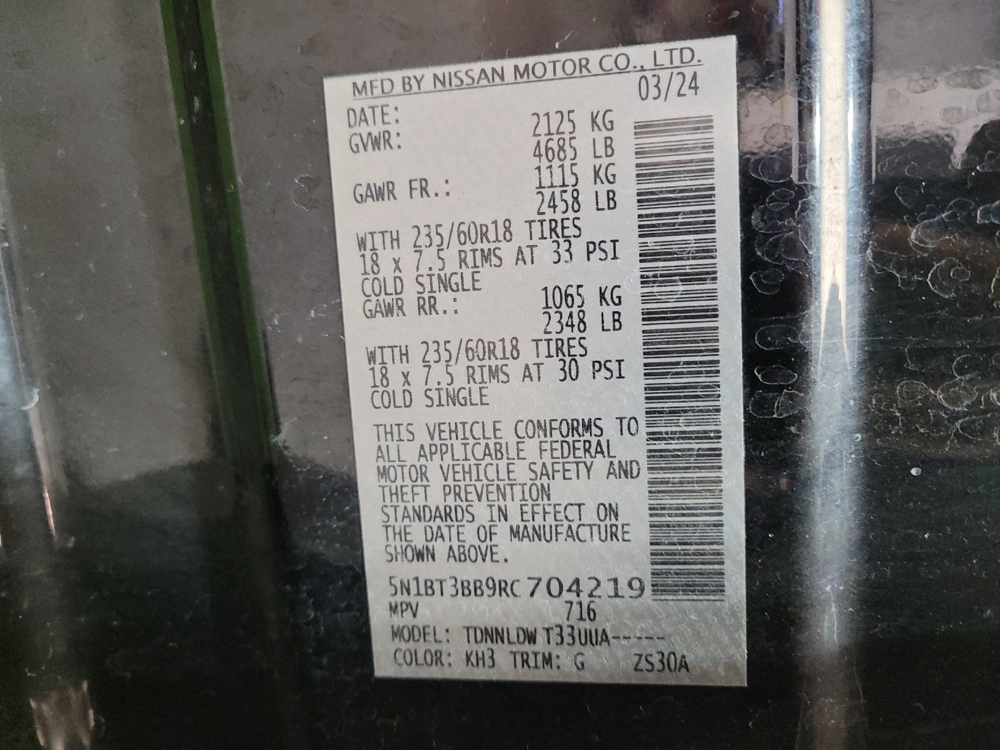 MFD BY NISSAN MOTOR CO., LTD.
DATE: 03/24
GVWR: 2125 KG
4685 LB
GAWR FR.: 1115 KG
2458 LB
WITH 235/60R18 TIRES
18 x 7.5 RIMS AT 33 PSI
COLD SINGLE
GAWR RR.: 1065 KG
2348 LB
WITH 235/60R18 TIRES
18 x 7.5 RIMS AT 30 PSI
COLD SINGLE
THIS VEHICLE CONFORMS TO
ALL APPLICABLE FEDERAL
MOTOR VEHICLE SAFETY AND
THEFT PREVENTION
STANDARDS IN EFFECT ON
THE DATE OF MANUFACTURE
SHOWN ABOVE.
5N1BT3BB9RC704219
MPV 716
MODEL: TDNNLDW T33UUA-----
COLOR: KH3 TRIM: G ZS30A